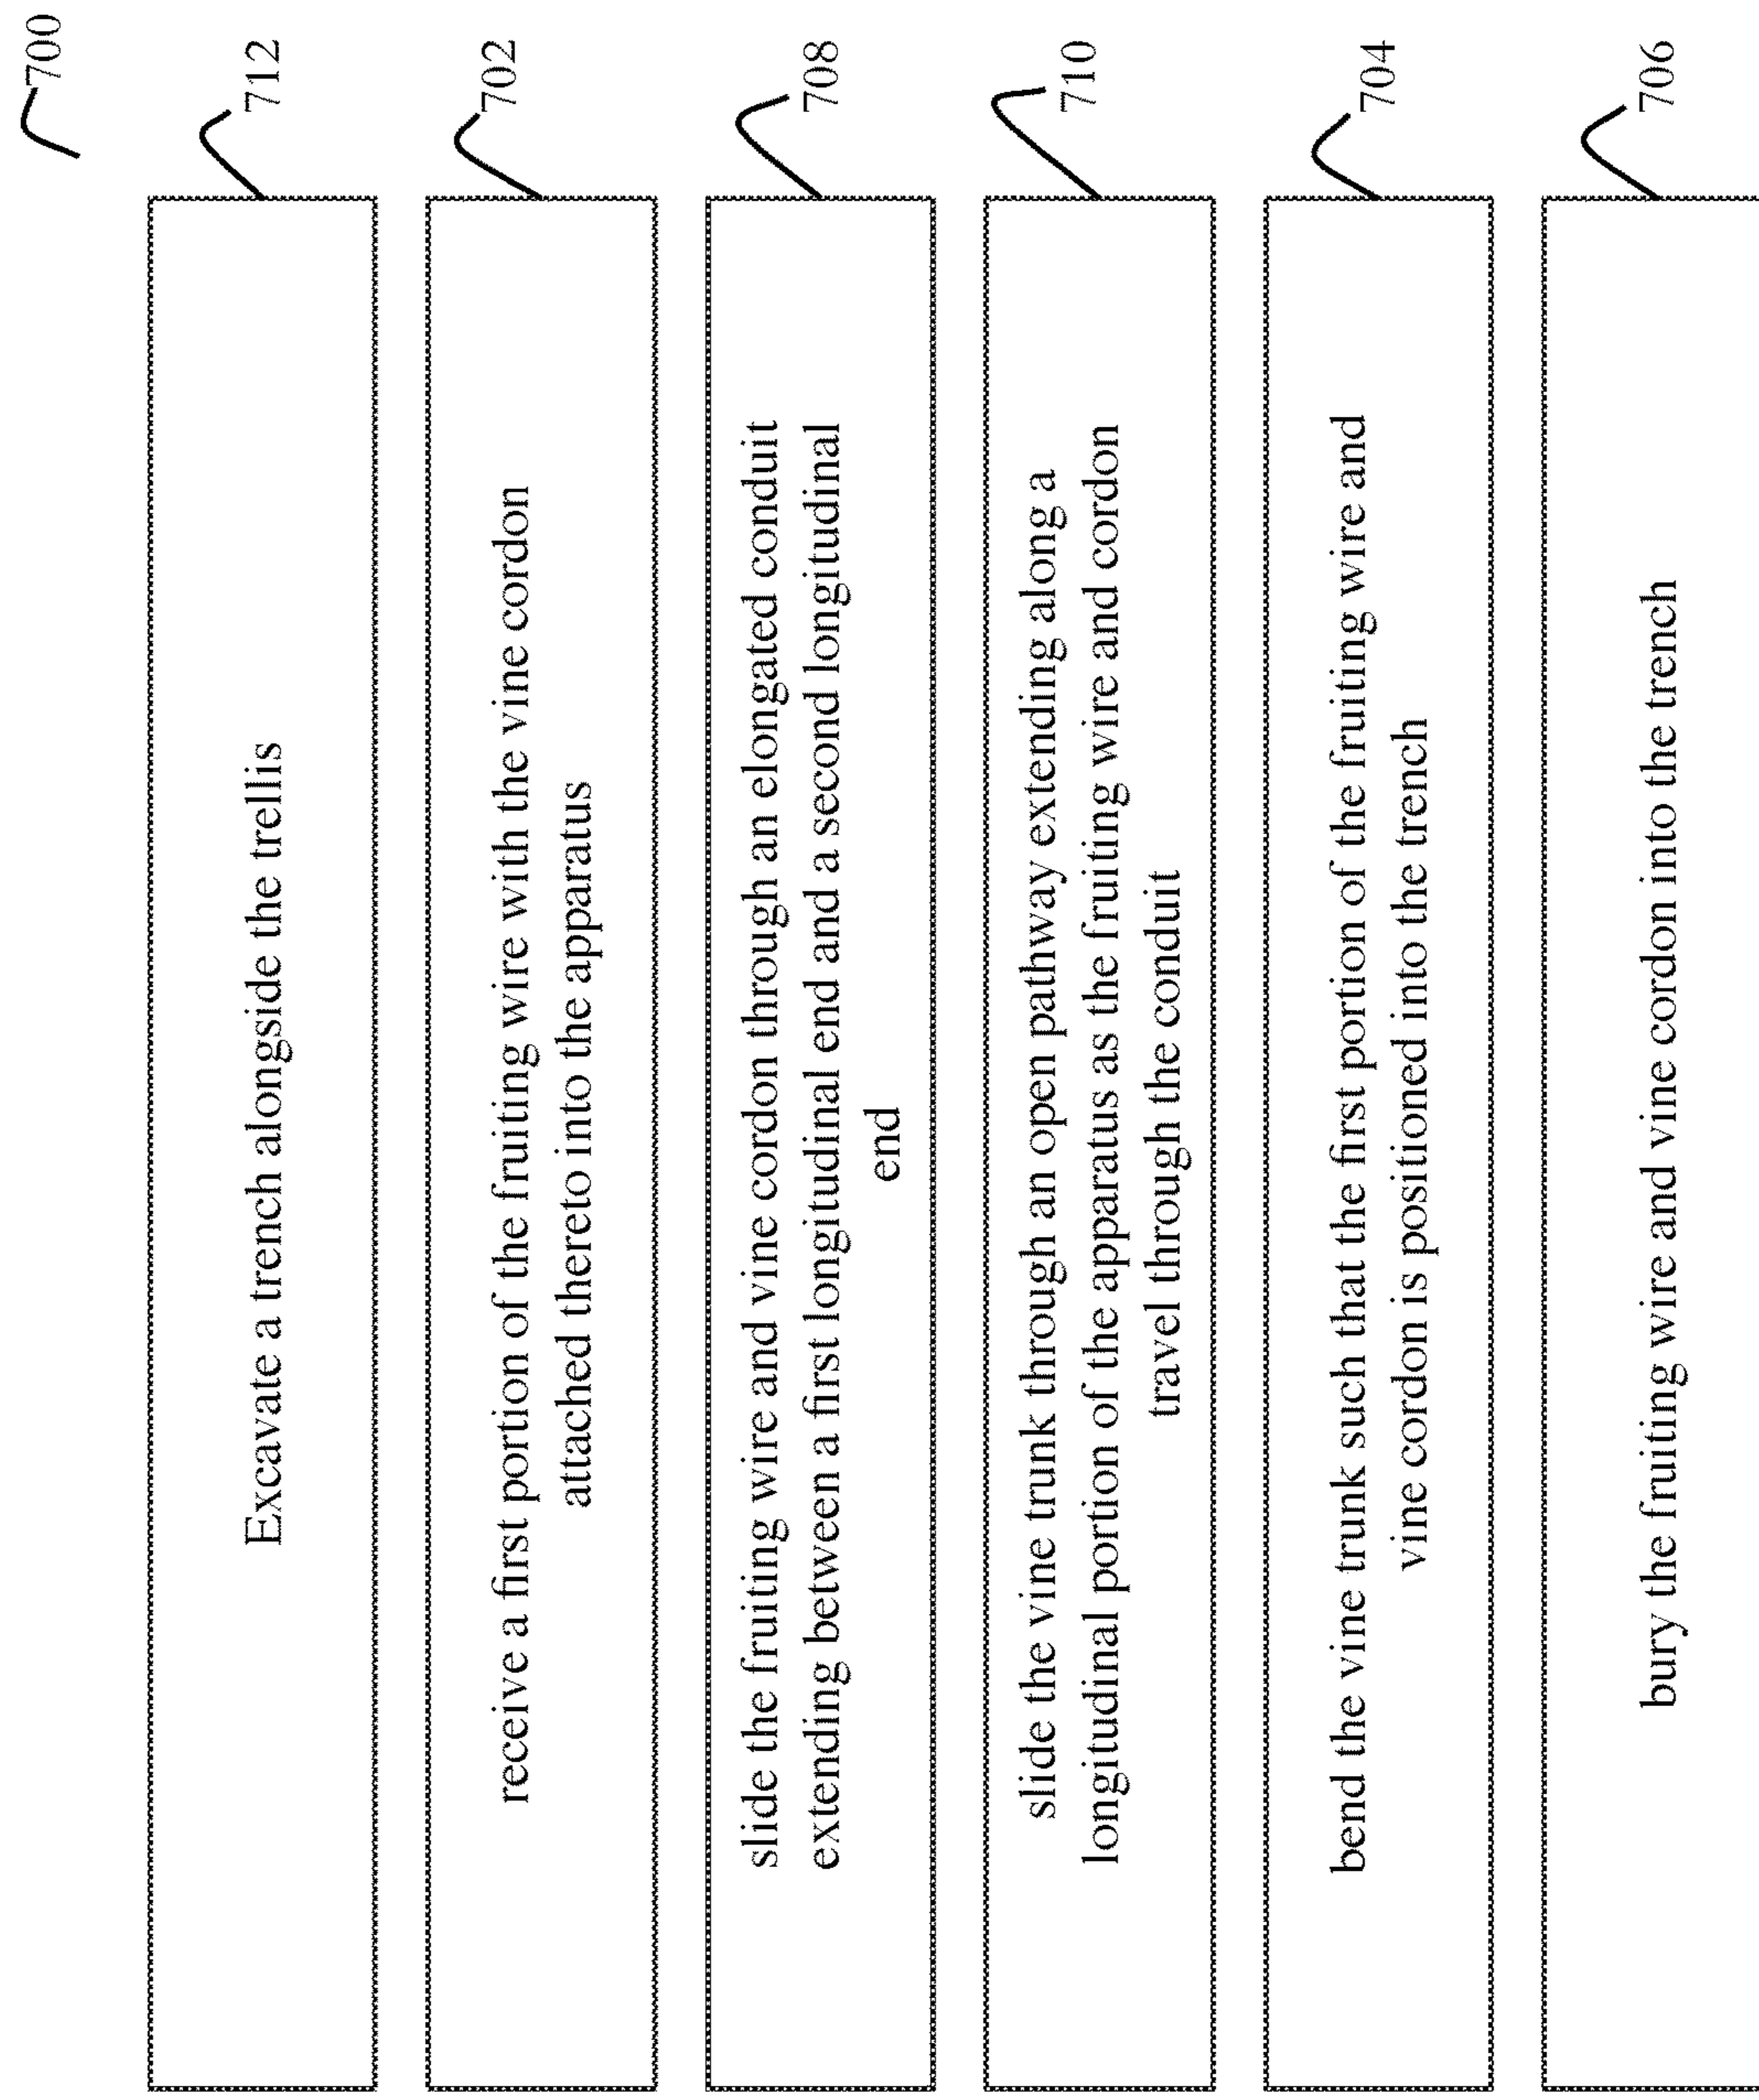 700
Excavate a trench alongside the trellis
712
receive a first portion of the fruiting wire with the vine cordon
attached thereto into the apparatus
702
slide the fruiting wire and vine cordon through an elongated conduit
extending between a first longitudinal end and a second longitudinal
end
708
slide the vine trunk through an open pathway extending along a
longitudinal portion of the apparatus as the fruiting wire and cordon
travel through the conduit
710
bend the vine trunk such that the first portion of the fruiting wire and
vine cordon is positioned into the trench
704
bury the fruiting wire and vine cordon into the trench
706